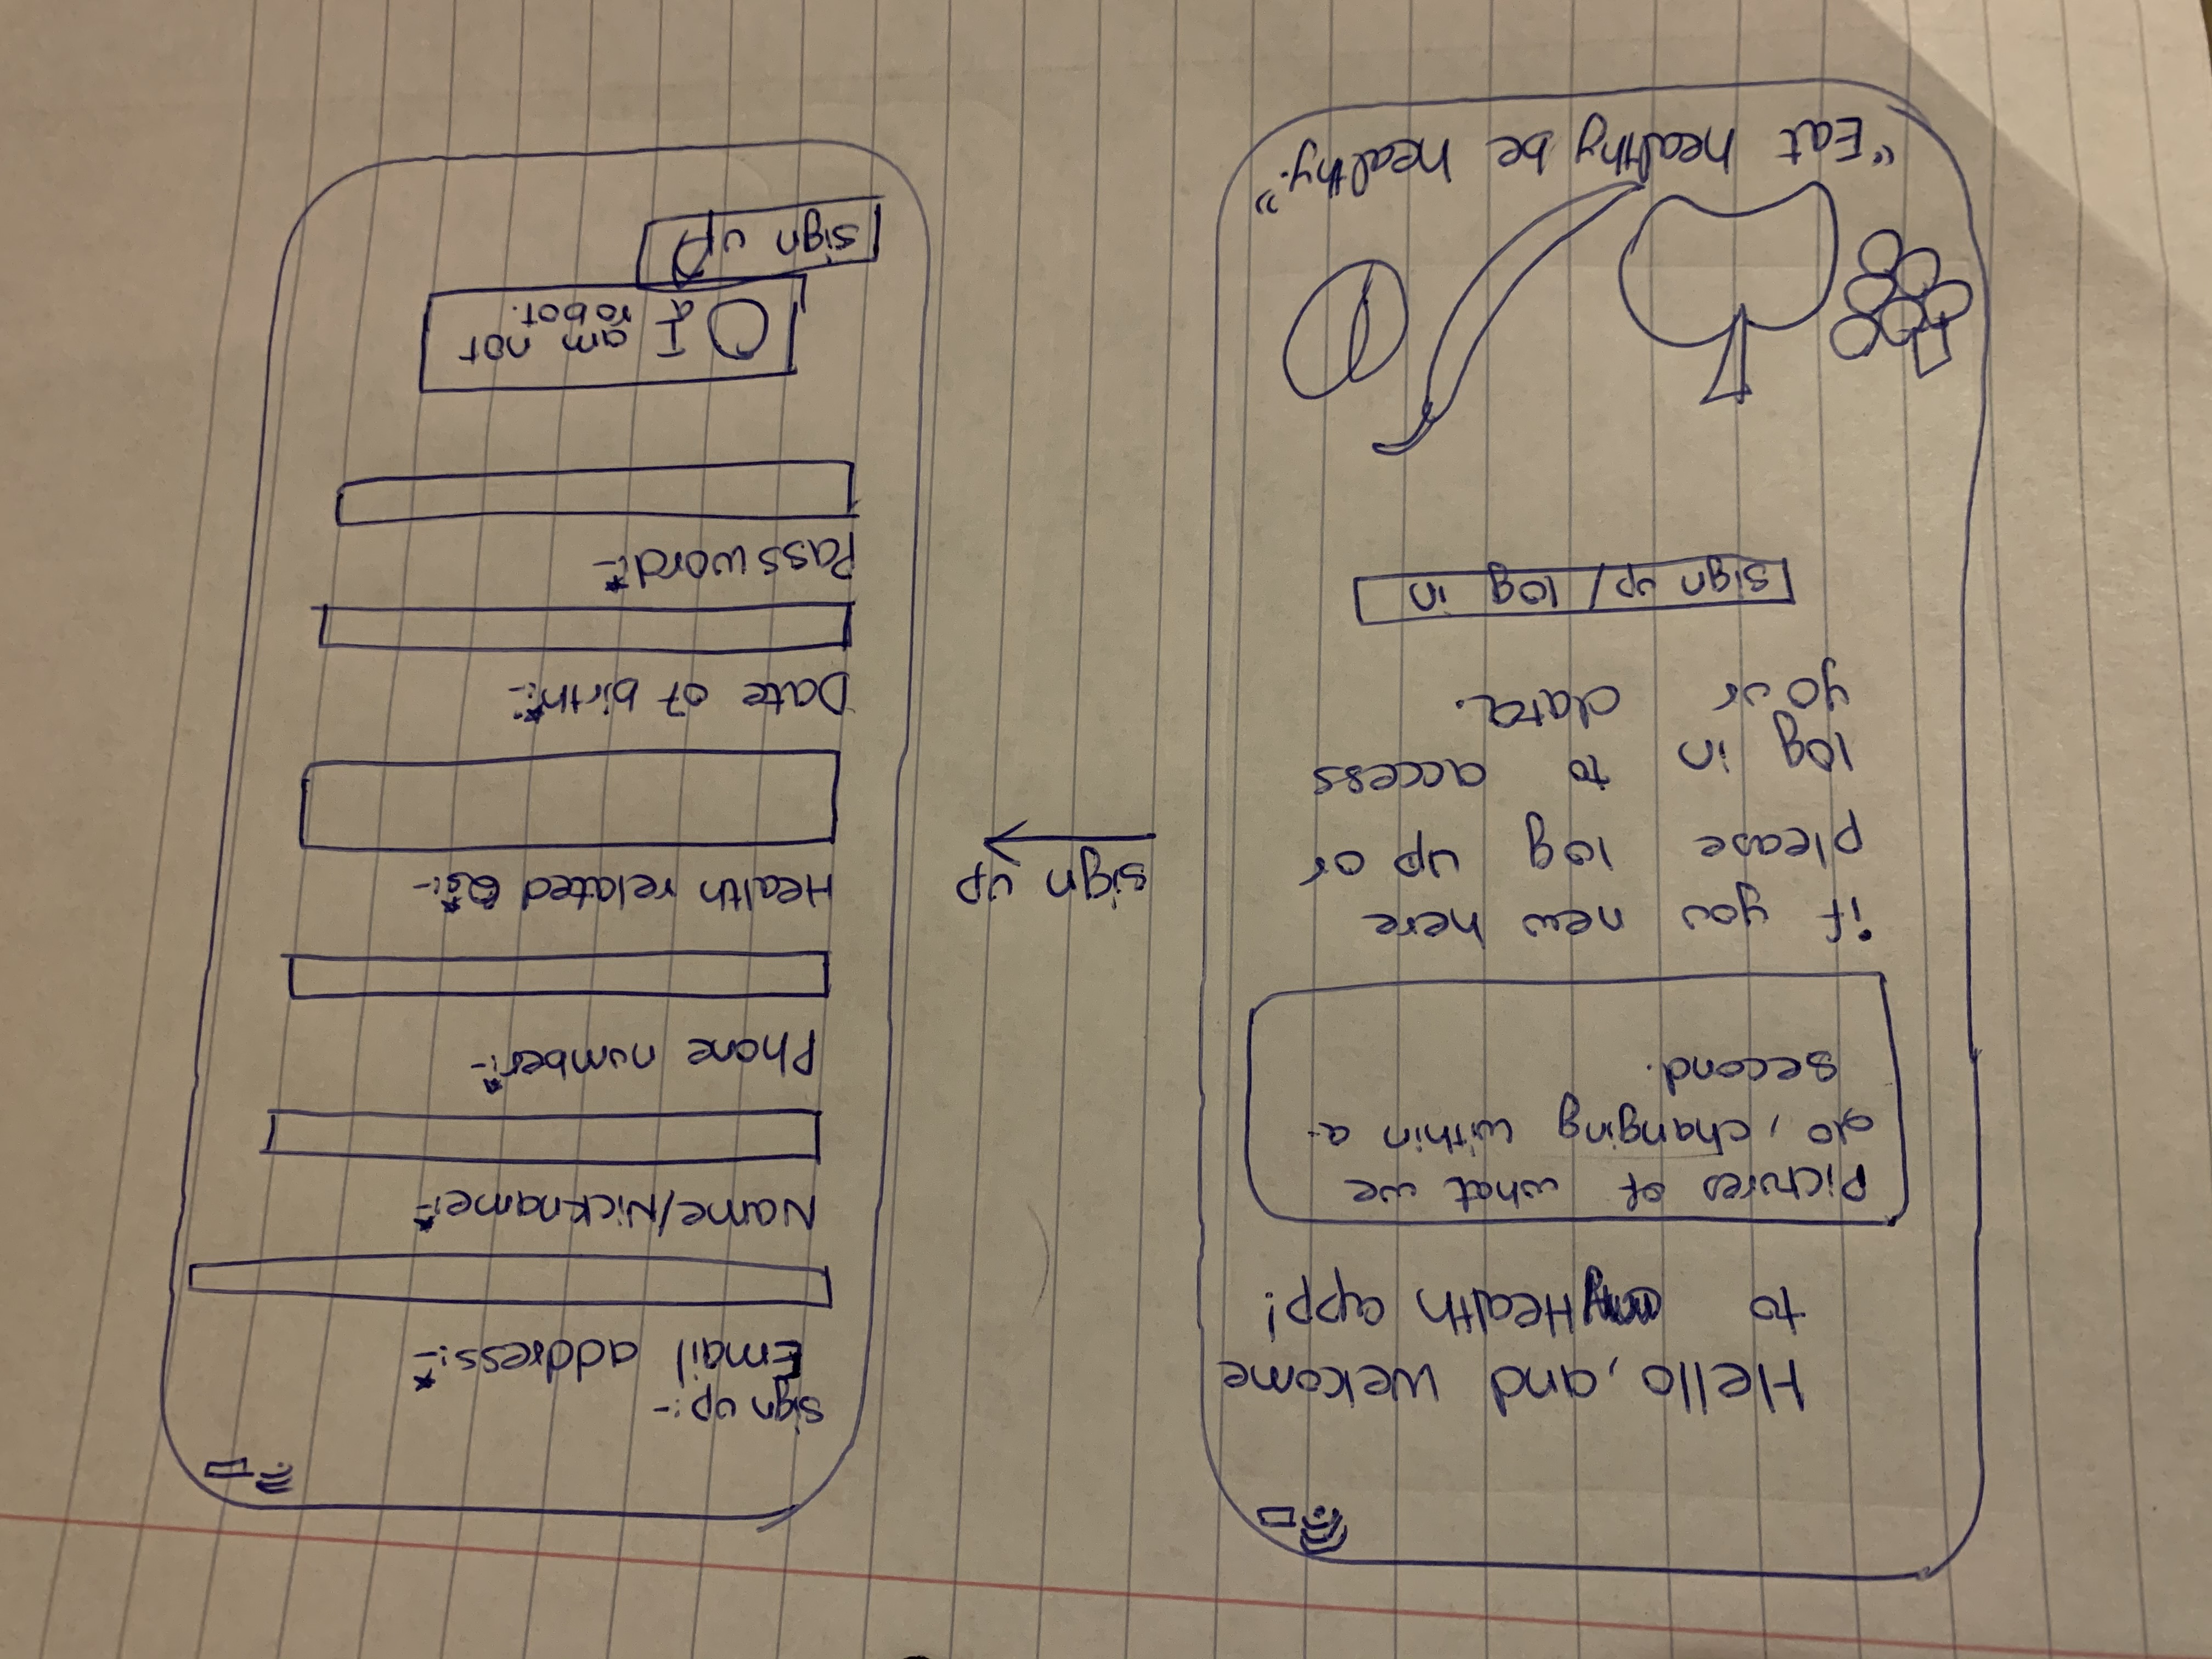 Hello, and welcome
to myHealth app!
Pictures of what we
do, changing within a
second.
if you new here
please log up or
log in to access
your data.
sign up/ log in
"Eat healthy be healthy."
sign up
sign up:-
Email address:-*
Name/Nickname:-*
Phone number:-*
Health related Qs:-*
Date of birth:-*
Password:-*
I am not
a robot.
sign up